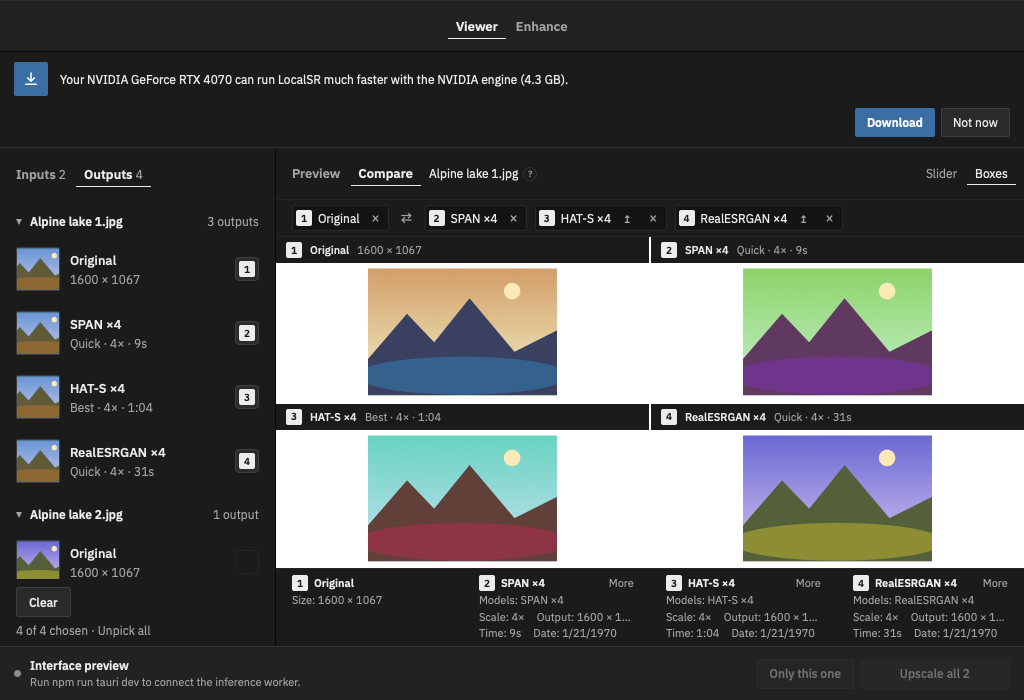 Viewer Enhance
Your NVIDIA GeForce RTX 4070 can run LocalSR much faster with the NVIDIA engine (4.3 GB).
Download Not now
Inputs 2 Outputs 4
▼ Alpine lake 1.jpg 3 outputs
Original
1600 × 1067
1
SPAN ×4
Quick · 4× · 9s
2
HAT-S ×4
Best · 4× · 1:04
3
RealESRGAN ×4
Quick · 4× · 31s
4
▼ Alpine lake 2.jpg 1 output
Original
1600 × 1067
Clear
4 of 4 chosen · Unpick all
Preview Compare Alpine lake 1.jpg ? Slider Boxes
1 Original × ⇄ 2 SPAN ×4 × 3 HAT-S ×4 ↥ × 4 RealESRGAN ×4 ↥ ×
1 Original 1600 × 1067
2 SPAN ×4 Quick · 4× · 9s
3 HAT-S ×4 Best · 4× · 1:04
4 RealESRGAN ×4 Quick · 4× · 31s
1 Original
Size: 1600 × 1067
2 SPAN ×4 More
Models: SPAN ×4
Scale: 4× Output: 1600 × 1...
Time: 9s Date: 1/21/1970
3 HAT-S ×4 More
Models: HAT-S ×4
Scale: 4× Output: 1600 × 1...
Time: 1:04 Date: 1/21/1970
4 RealESRGAN ×4 More
Models: RealESRGAN ×4
Scale: 4× Output: 1600 × 1...
Time: 31s Date: 1/21/1970
Interface preview
Run npm run tauri dev to connect the inference worker.
Only this one Upscale all 2